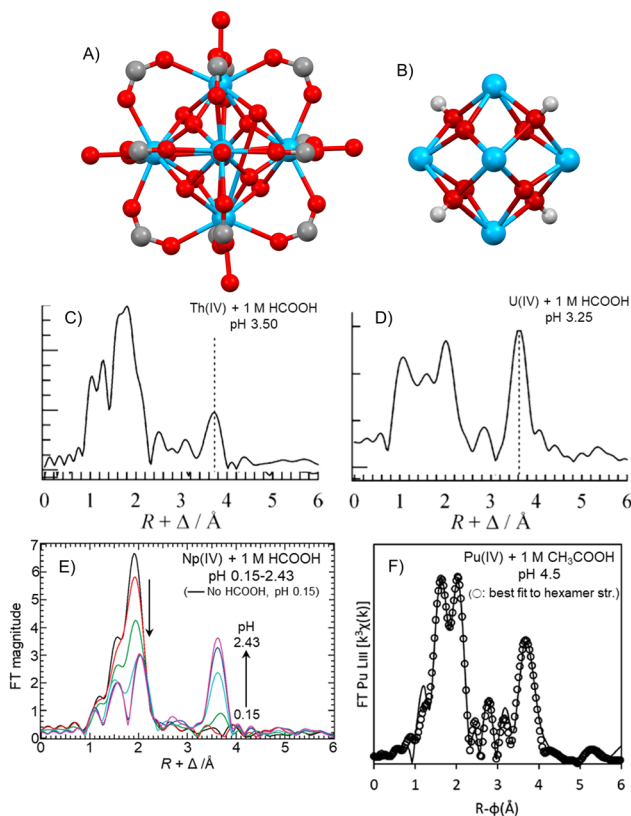 A)
B)
C)
Th(IV) + 1 M HCOOH
pH 3.50
0 1 2 3 4 5 6
R + Δ / Å
D)
U(IV) + 1 M HCOOH
pH 3.25
0 1 2 3 4 5 6
R + Δ / Å
E)
Np(IV) + 1 M HCOOH
pH 0.15-2.43
(— No HCOOH, pH 0.15)
pH
2.43
0.15
FT magnitude
7
6
5
4
3
2
1
0
0 1 2 3 4 5 6
R + Δ /Å
F)
Pu(IV) + 1 M CH₃COOH
pH 4.5
(○: best fit to hexamer str.)
FT Pu LIII [k³χ(k)]
0 1 2 3 4 5 6
R-ϕ(Å)